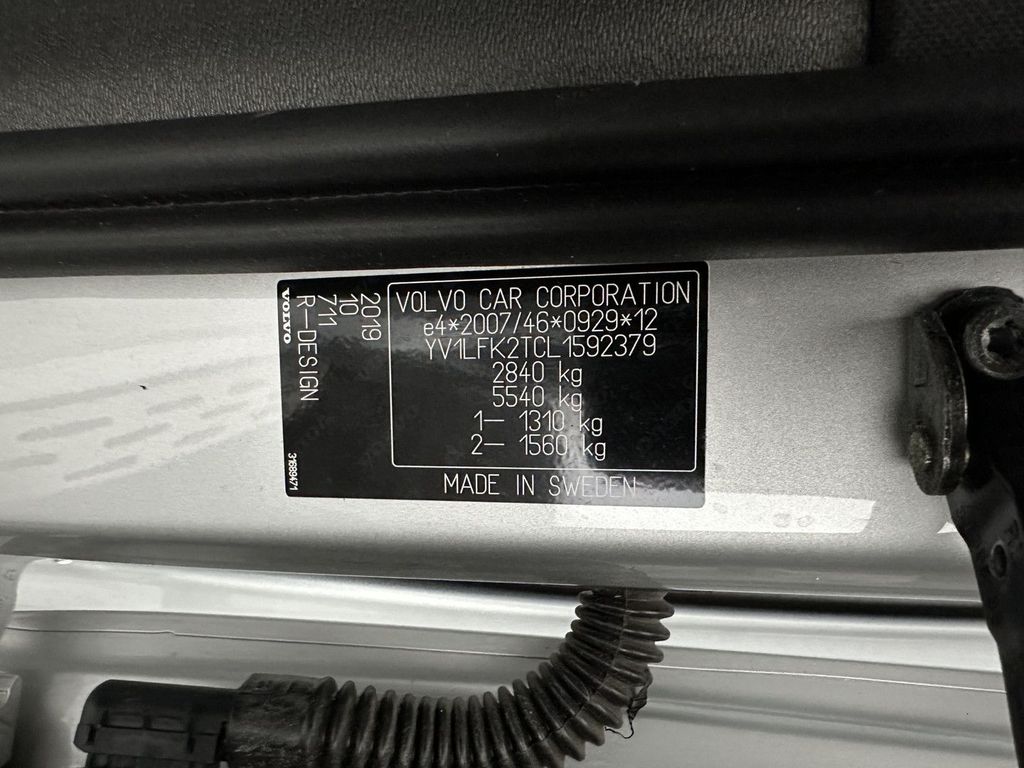 VOLVO
R-DESIGN
711
10
2019
31689471
VOLVO CAR CORPORATION
e4*2007/46*0929*12
YV1LFK2TCL1592379
2840 kg
5540 kg
1— 1310 kg
2— 1560 kg
MADE IN SWEDEN